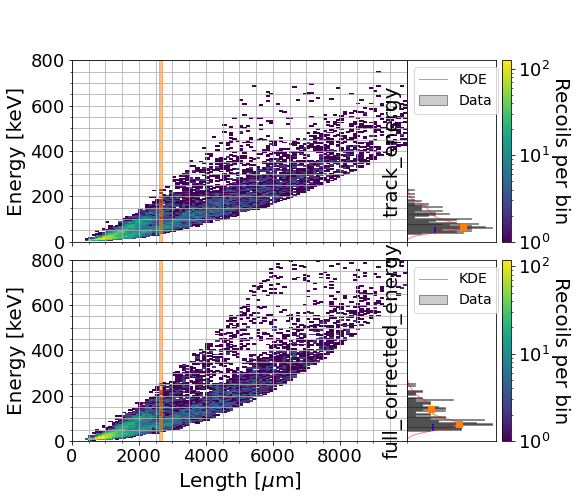 800
600
400
200
0
Energy [keV]
track_energy
KDE
Data
10²
10¹
10⁰
Recoils per bin
800
600
400
200
0
Energy [keV]
0
2000
4000
6000
8000
Length [μm]
full_corrected_energy
KDE
Data
10²
10¹
10⁰
Recoils per bin